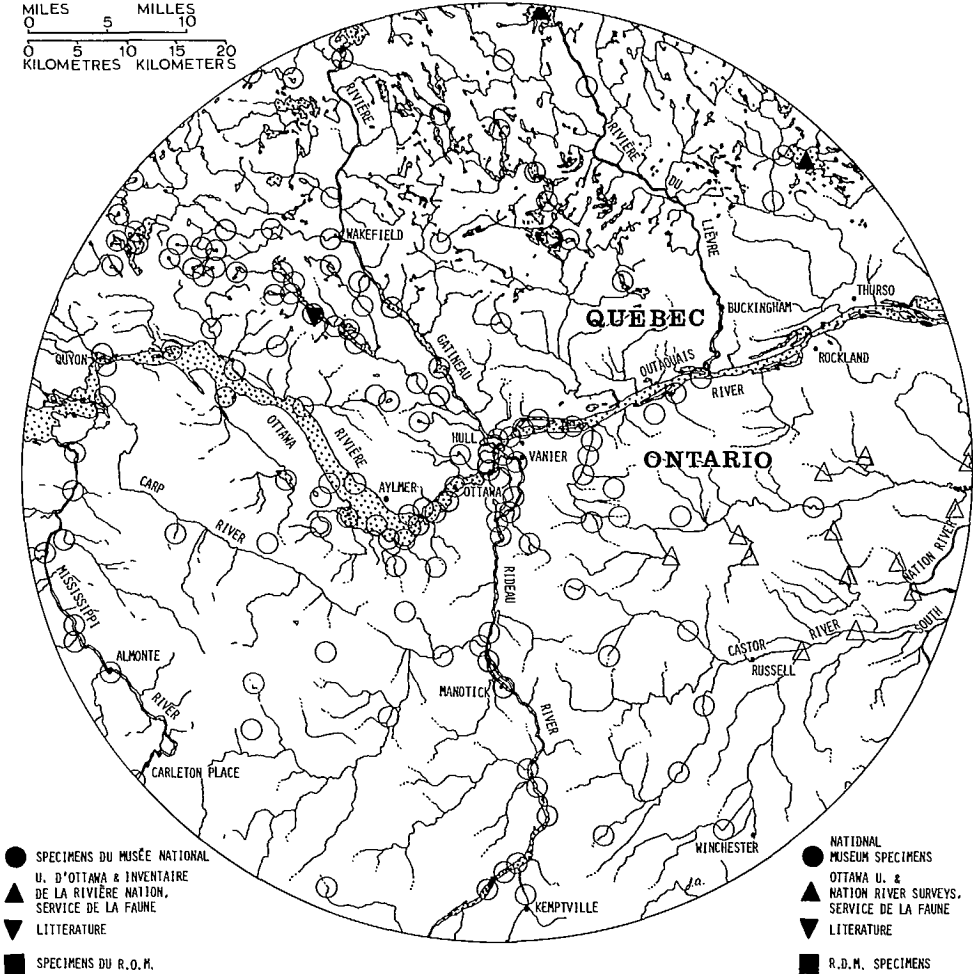 MILES MILLES
0 5 10
0 5 10 15 20
KILOMETRES KILOMETERS
RIVIÈRE
RIVIÈRE
DU
LIÈVRE
WAKEFIELD
GATINEAU
QUÉBEC
BUCKINGHAM
THURSO
ROCKLAND
QUYON
OUTAOUAIS
RIVER
OTTAWA
RIVIÈRE
HULL
VANIER
ONTARIO
AYLMER
OTTAWA
CARP
RIVER
RIDEAU
NATION RIVER
SOUTH
MISSISSIPPI
RIVER
ALMONTE
CARLETON PLACE
CASTOR RIVER
RUSSELL
MANOTICK
RIVER
WINCHESTER
KEMPTVILLE
J.a.
SPECIMENS DU MUSÉE NATIONAL
U. D'OTTAWA & INVENTAIRE
DE LA RIVIÈRE NATION,
SERVICE DE LA FAUNE
LITTERATURE
SPECIMENS DU R.O.M.
NATIDNAL
MUSEUM SPECIMENS
OTTAWA U. &
NATION RIVER SURVEYS,
SERVICE DE LA FAUNE
LITERATURE
R.D.M. SPECIMENS